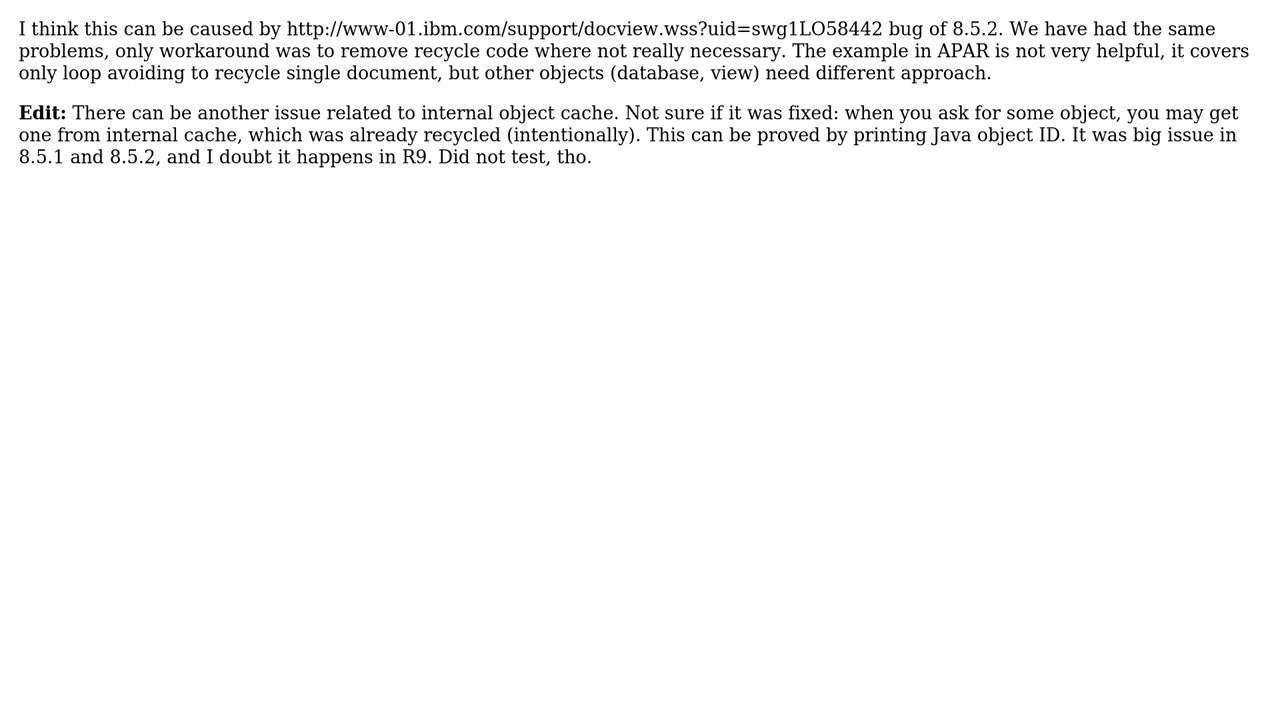 I think this can be caused by http://www-01.ibm.com/support/docview.wss?uid=swg1LO58442 bug of 8.5.2. We have had the same
problems, only workaround was to remove recycle code where not really necessary. The example in APAR is not very helpful, it covers
only loop avoiding to recycle single document, but other objects (database, view) need different approach.
Edit: There can be another issue related to internal object cache. Not sure if it was fixed: when you ask for some object, you may get
one from internal cache, which was already recycled (intentionally). This can be proved by printing Java object ID. It was big issue in
8.5.1 and 8.5.2, and I doubt it happens in R9. Did not test, tho.